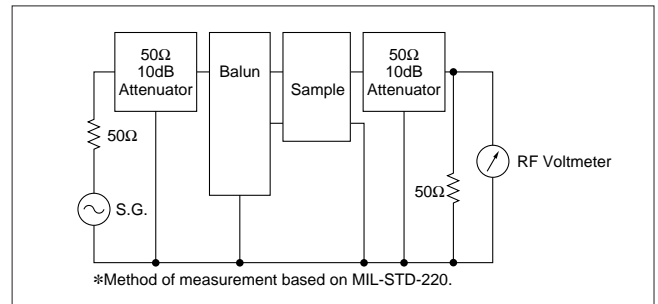 50Ω
10dB
Attenuator
Balun
Sample
50Ω
10dB
Attenuator
50Ω
S.G.
50Ω
RF Voltmeter
*Method of measurement based on MIL-STD-220.